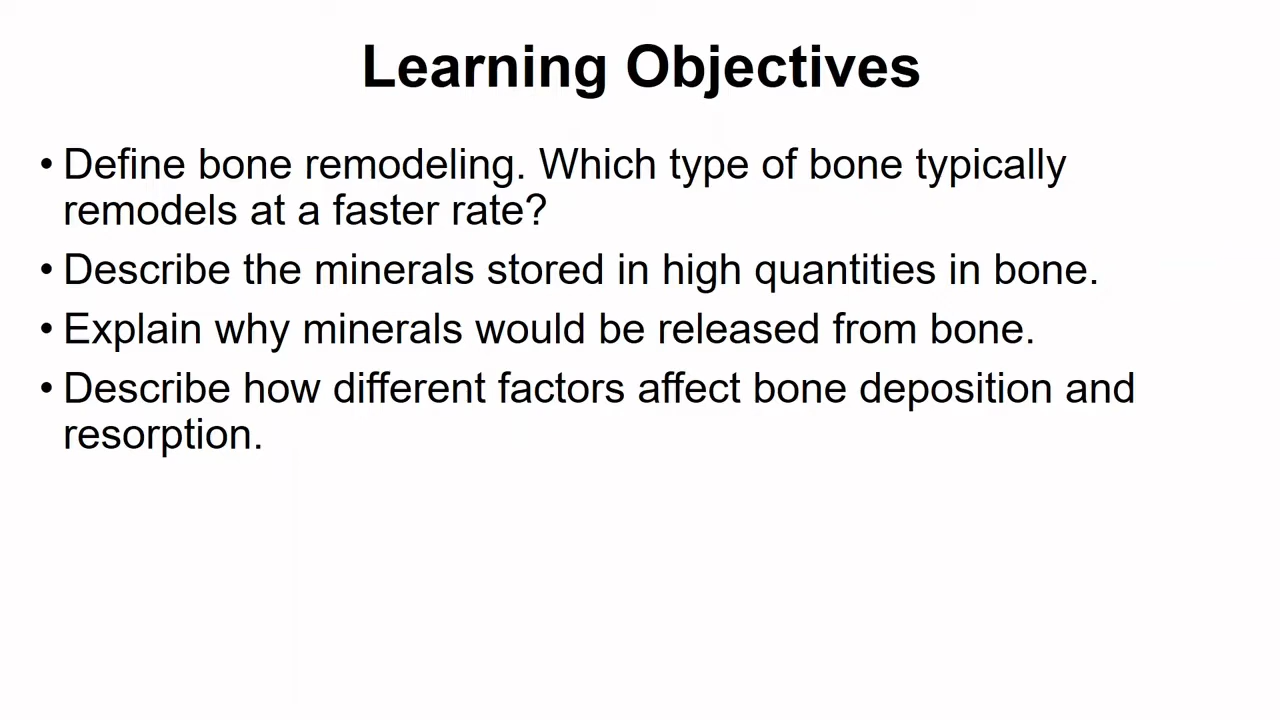 Learning Objectives
• Define bone remodeling. Which type of bone typically
remodels at a faster rate?
• Describe the minerals stored in high quantities in bone.
• Explain why minerals would be released from bone.
• Describe how different factors affect bone deposition and
resorption.